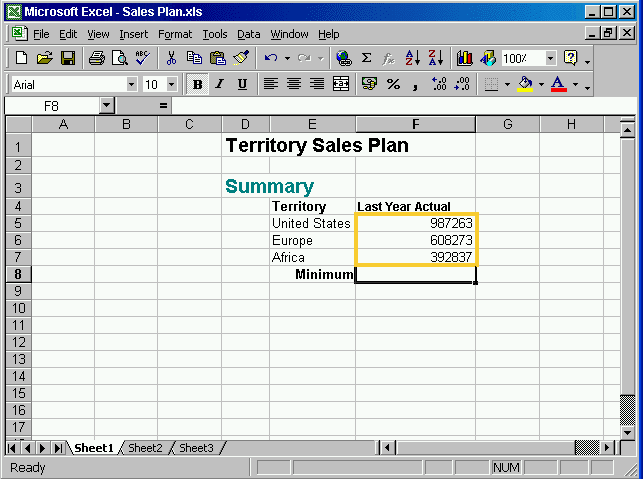 Microsoft Excel - Sales Plan.xls
File Edit View Insert Format Tools Data Window Help
Σ fx A Z Z A 100% ?
Arial 10 B I U % , A
F8 =
A B C D E F G H
1 Territory Sales Plan
2
3 Summary
4 Territory Last Year Actual
5 United States 987263
6 Europe 608273
7 Africa 392837
8 Minimum
9
10
11
12
13
14
15
16
17
Sheet1 Sheet2 Sheet3
Ready NUM